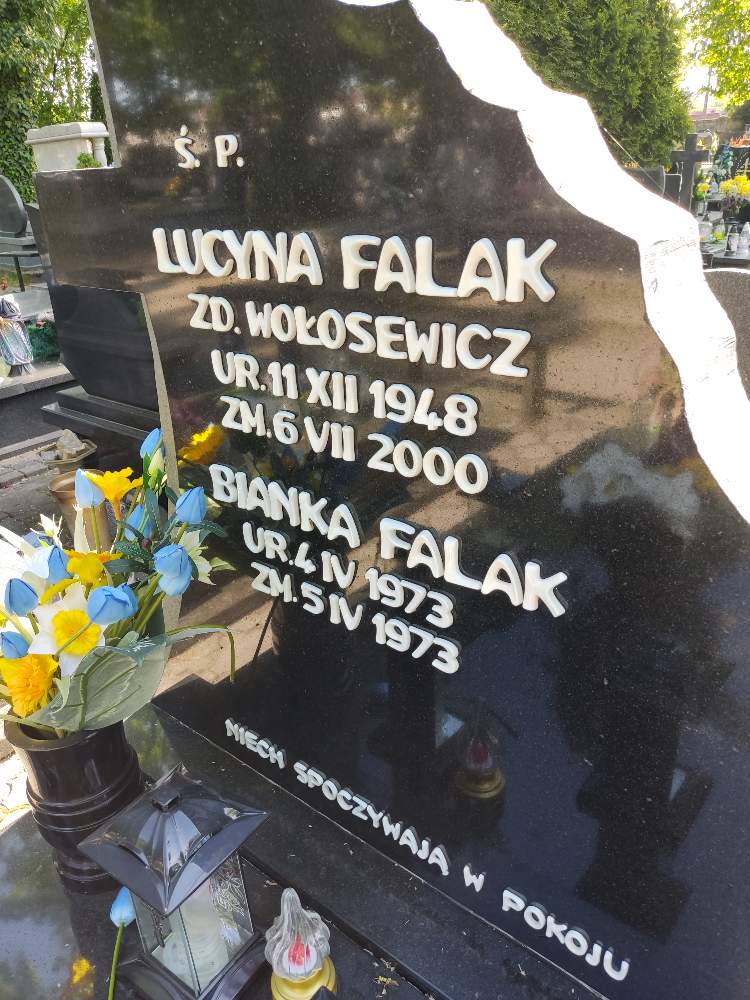 Ś. P.
LUCYNA FALAK
ZD. WOŁOSEWICZ
UR. 11 XII 1948
ZM. 6 VII 2000
BIANKA FALAK
UR. 4 IV 1973
ZM. 5 IV 1973
NIECH SPOCZYWAJĄ W POKOJU